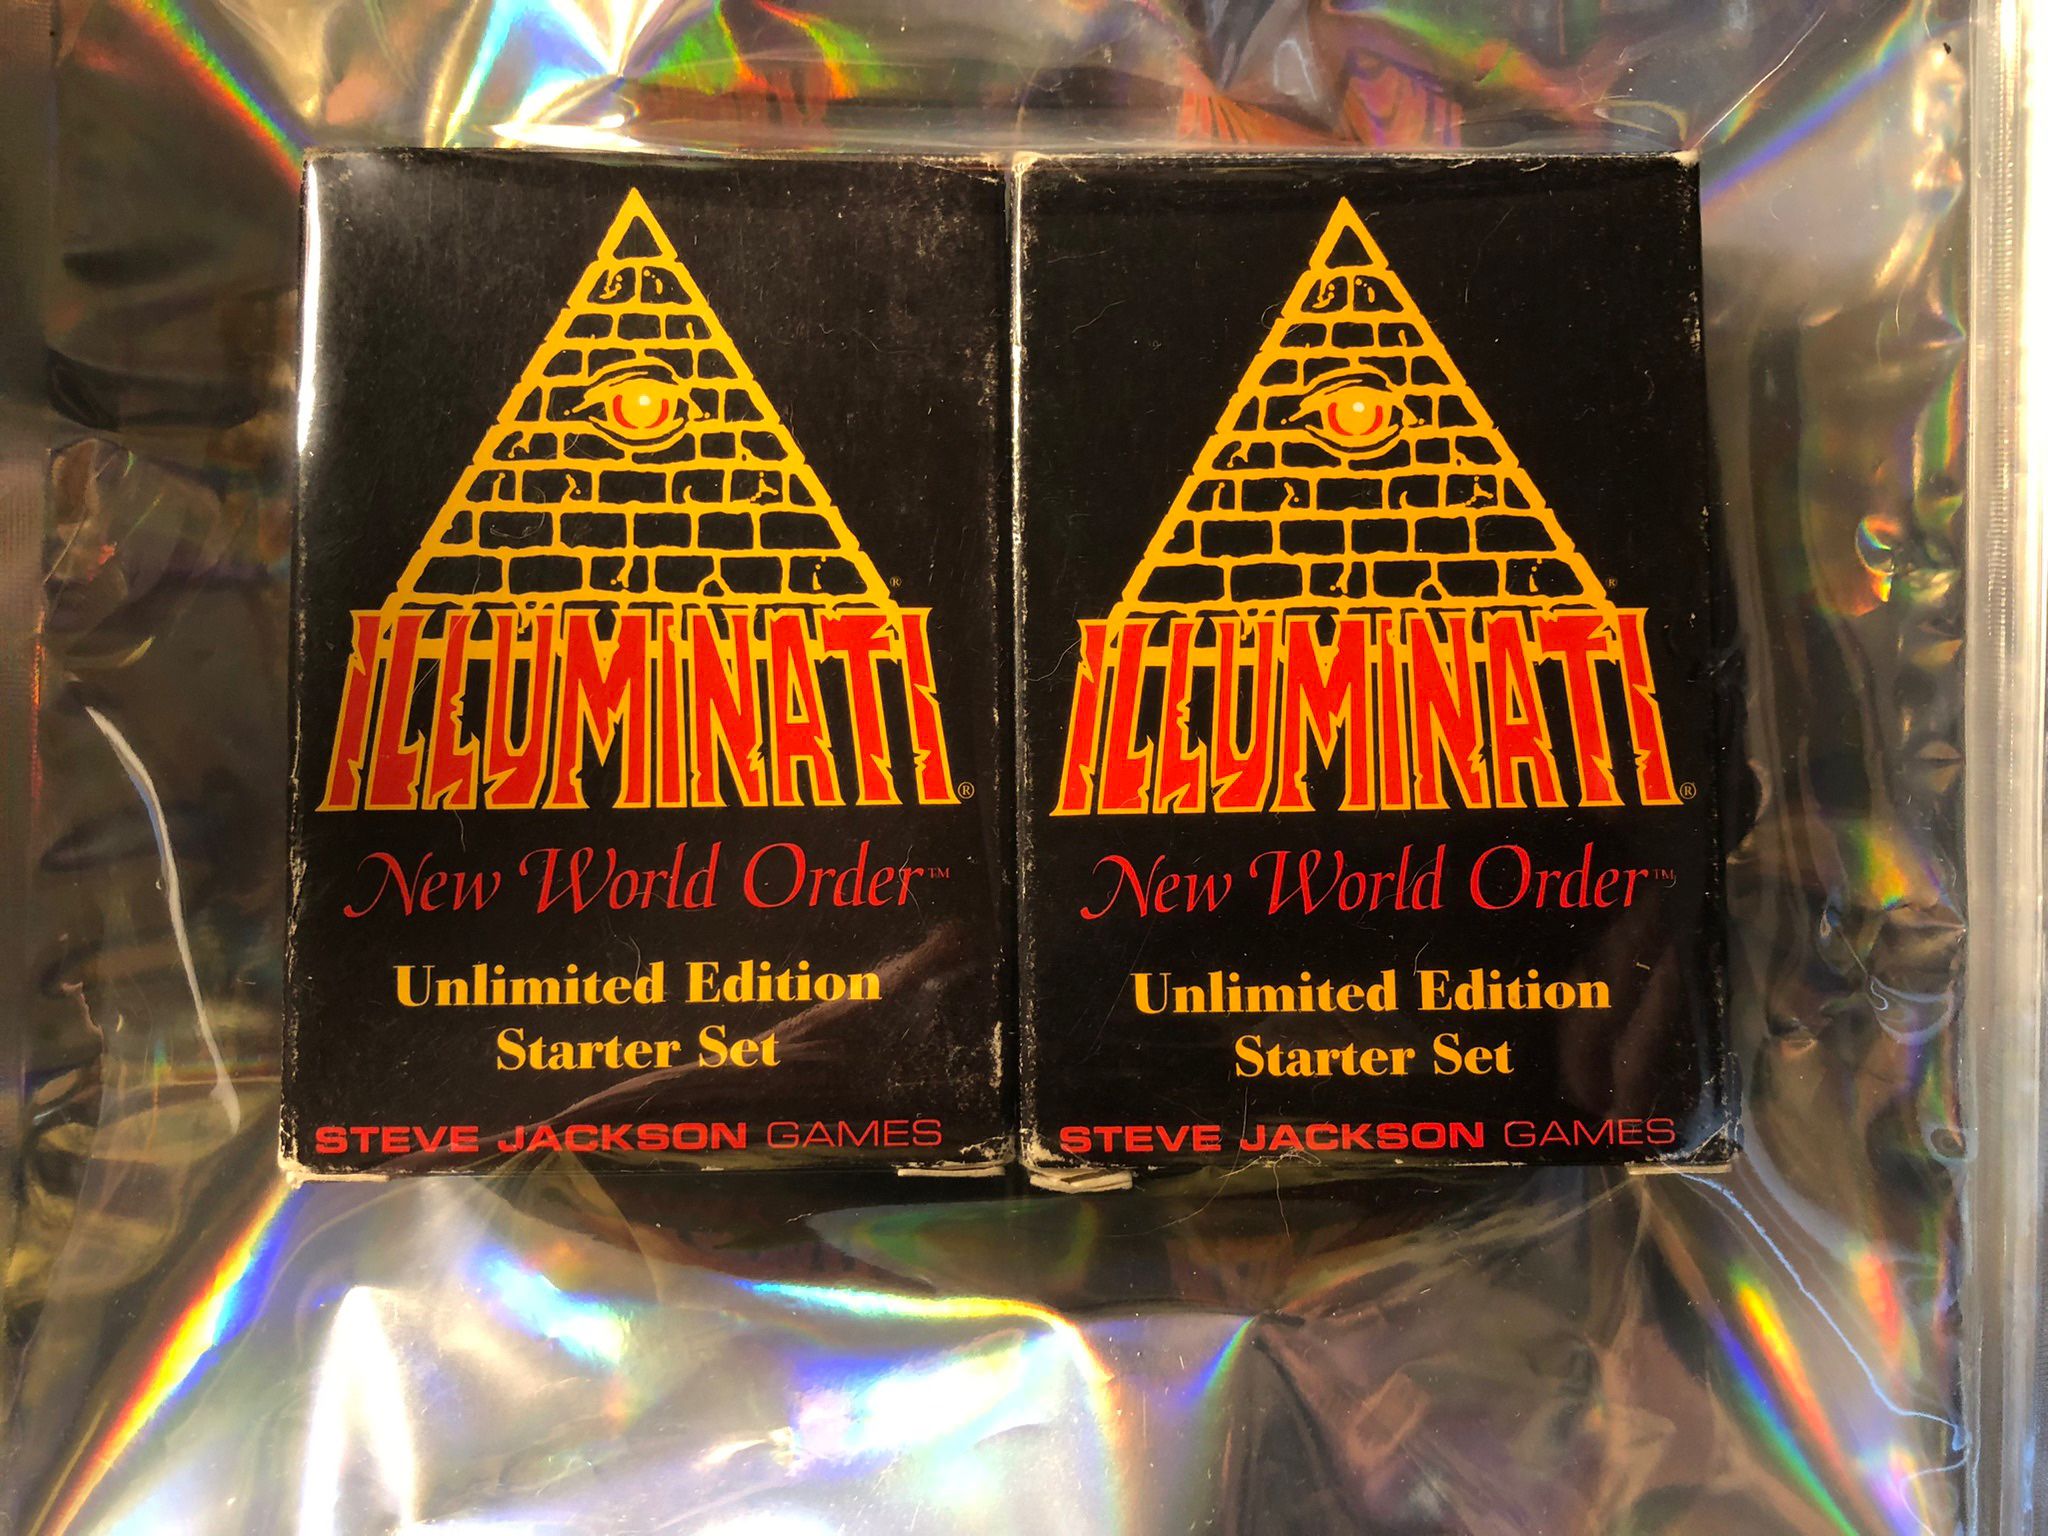 ®
ILLUMINATI®
New World Order™
Unlimited Edition
Starter Set
STEVE JACKSON GAMES
®
ILLUMINATI®
New World Order™
Unlimited Edition
Starter Set
STEVE JACKSON GAMES